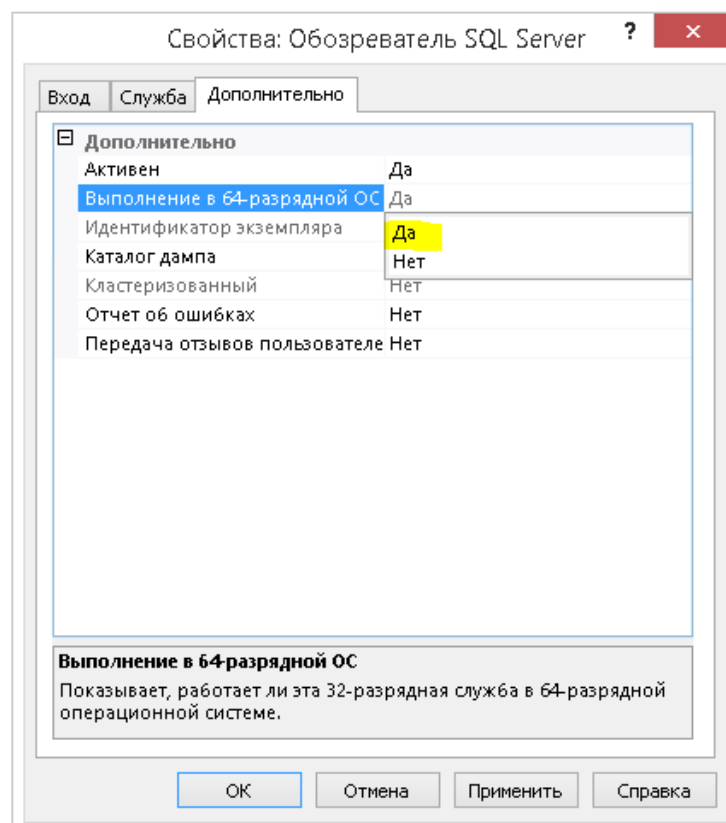 Свойства: Обозреватель SQL Server ? ×
Вход Служба Дополнительно
Дополнительно
Активен Да
Выполнение в 64-разрядной ОС Да
Идентификатор экземпляра
Да
Каталог дампа
Нет
Кластеризованный Нет
Отчет об ошибках Нет
Передача отзывов пользователе Нет
Выполнение в 64-разрядной ОС
Показывает, работает ли эта 32-разрядная служба в 64-разрядной
операционной системе.
ОК Отмена Применить Справка